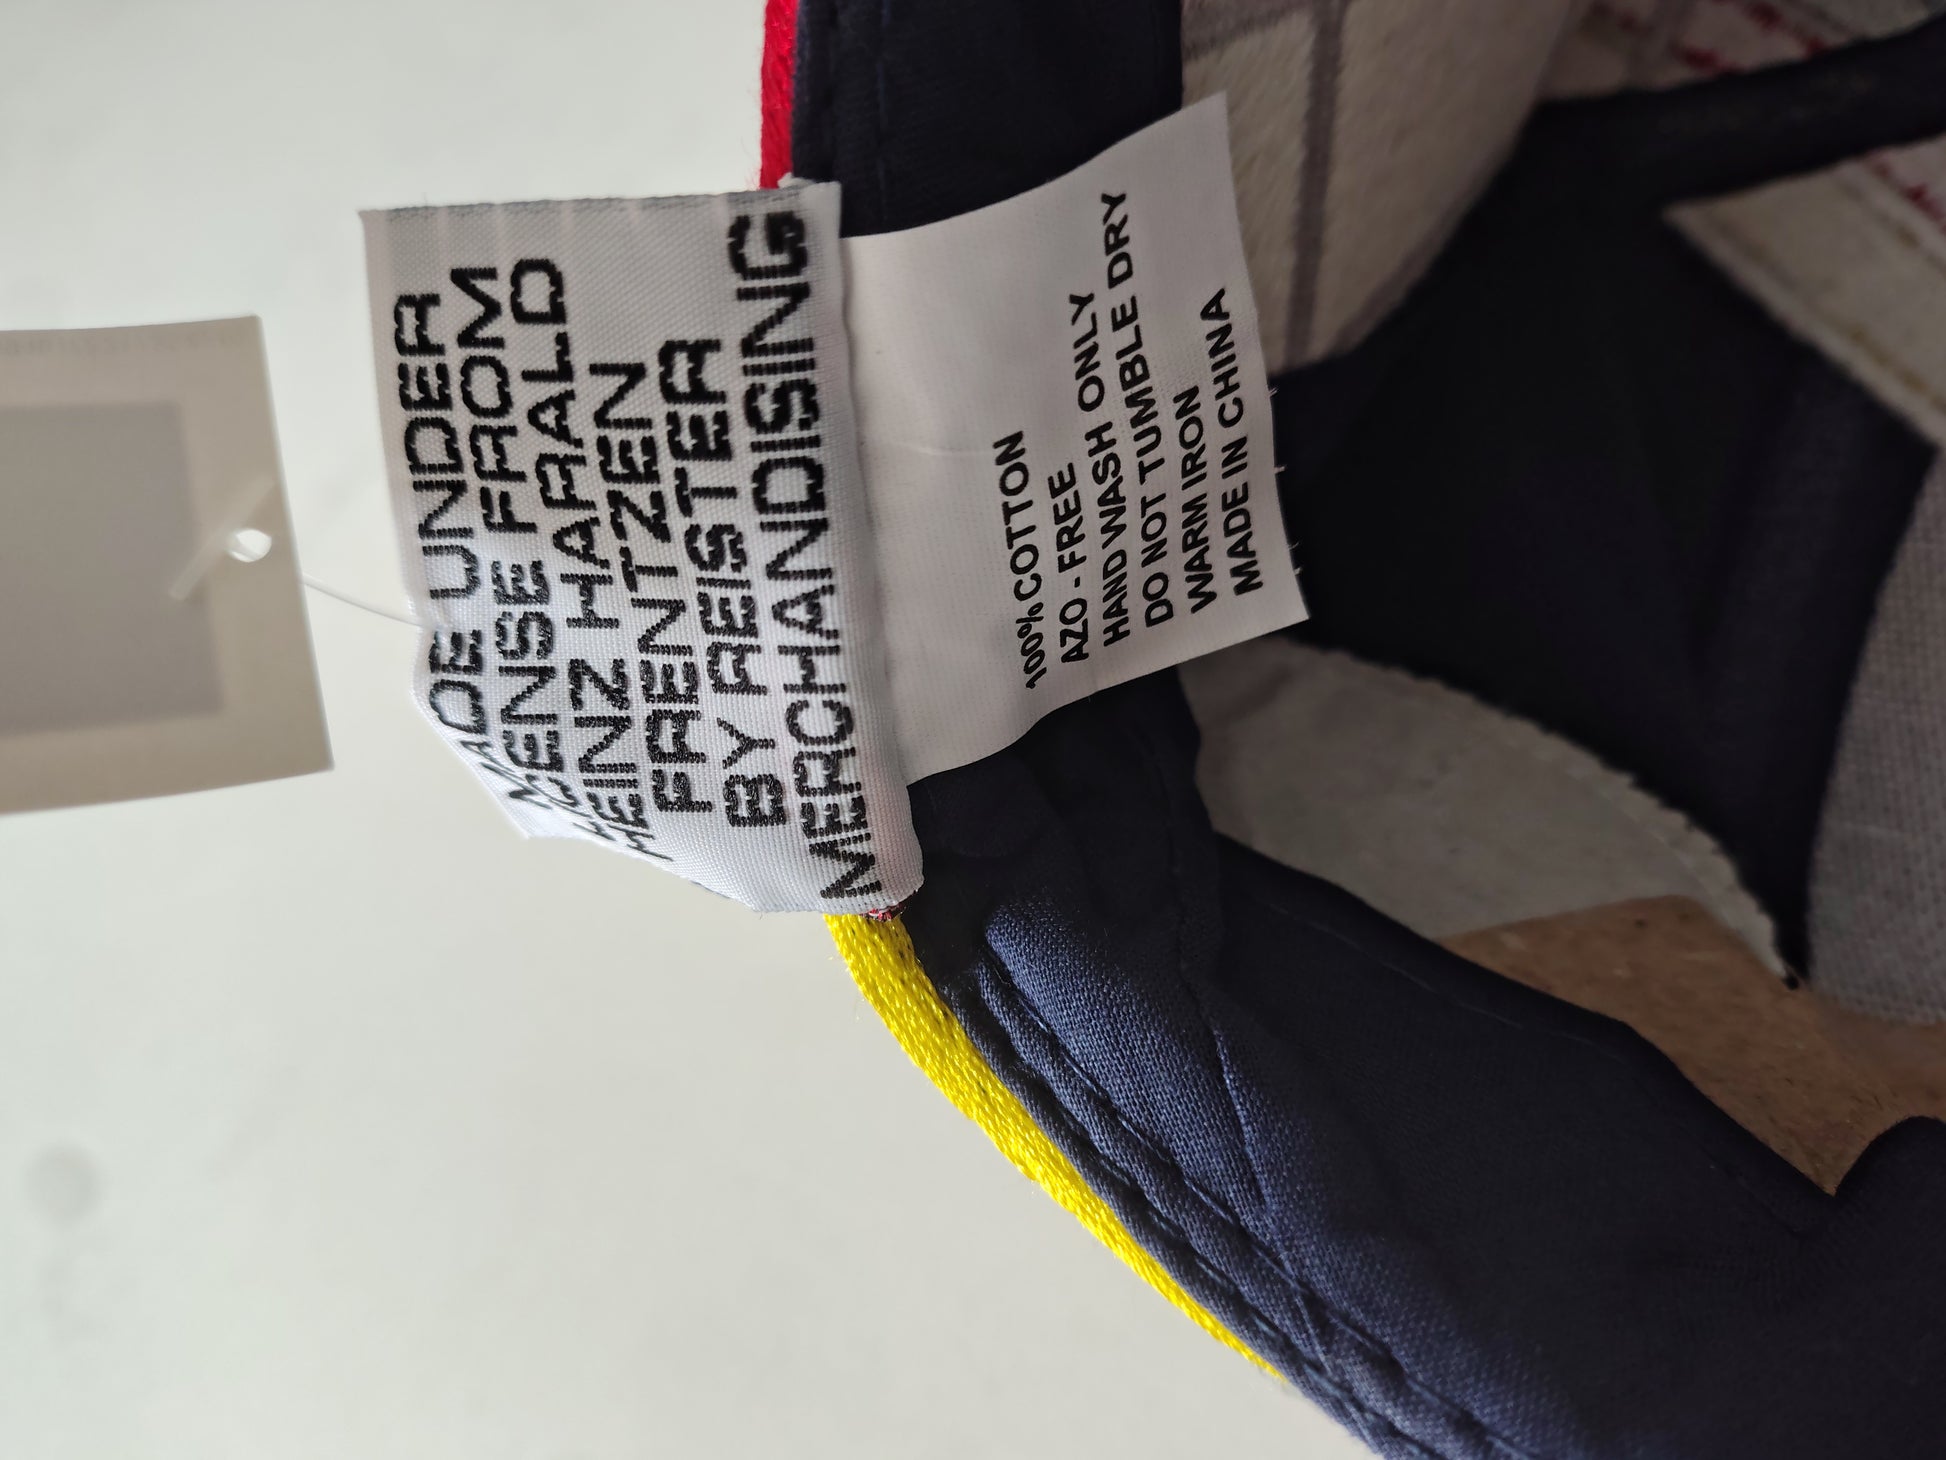 MADE UNDER
LICENSE FROM
HEINZ HARALD
FRENTZEN
BY REISTER
MERCHANDISING
100% COTTON
AZO - FREE
HAND WASH ONLY
DO NOT TUMBLE DRY
WARM IRON
MADE IN CHINA